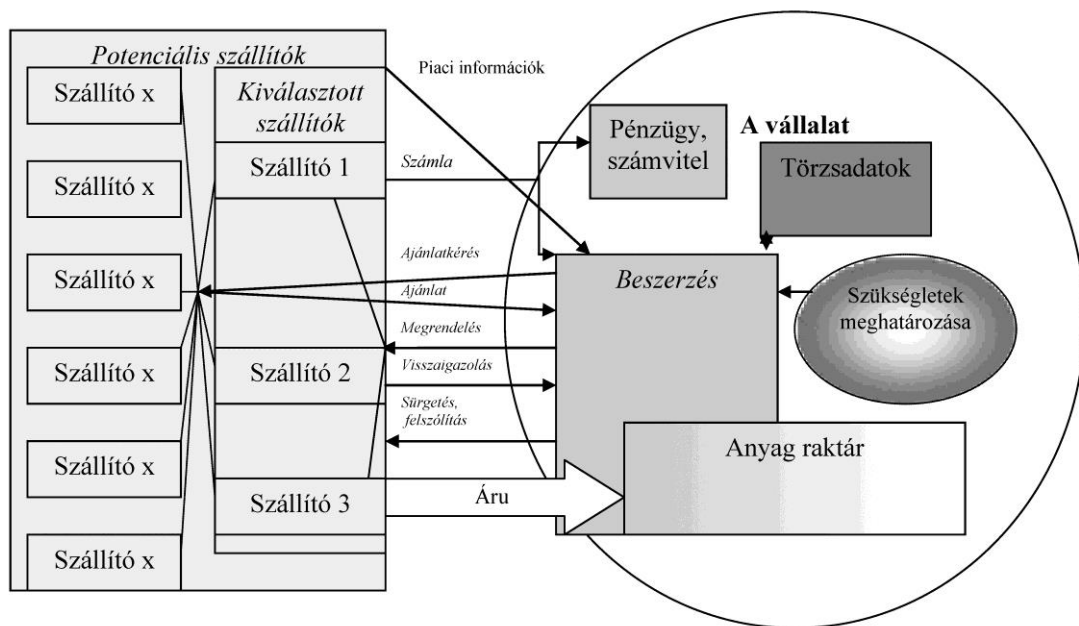 Potenciális szállítók
Szállító x
Szállító x
Szállító x
Szállító x
Szállító x
Szállító x
Kiválasztott
szállítók
Szállító 1
Szállító 2
Szállító 3
Piaci információk
Számla
Ajánlatkérés
Ajánlat
Megrendelés
Visszaigazolás
Sürgetés,
felszólítás
Áru
Pénzügy,
számvitel
A vállalat
Törzsadatok
Beszerzés
Szükségletek
meghatározása
Anyag raktár